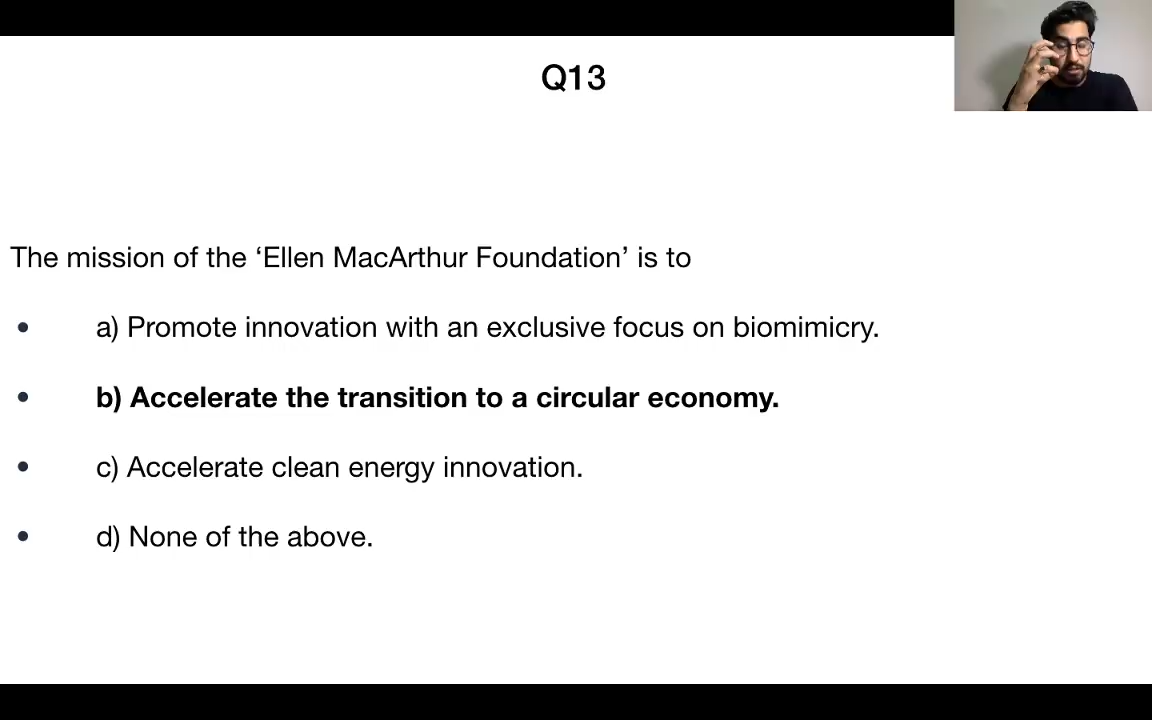 Q13
The mission of the ‘Ellen MacArthur Foundation’ is to
• a) Promote innovation with an exclusive focus on biomimicry.
• b) Accelerate the transition to a circular economy.
• c) Accelerate clean energy innovation.
• d) None of the above.